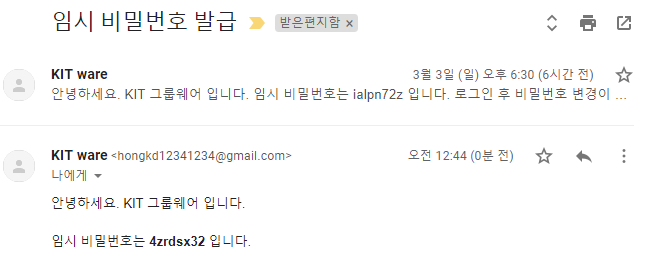 임시 비밀번호 발급 받은편지함 ×
KIT ware 3월 3일 (일) 오후 6:30 (6시간 전)
안녕하세요. KIT 그룹웨어 입니다. 임시 비밀번호는 ialpn72z 입니다. 로그인 후 비밀번호 변경이 ...
KIT ware <hongkd12341234@gmail.com> 오전 12:44 (0분 전)
나에게
안녕하세요. KIT 그룹웨어 입니다.
임시 비밀번호는 4zrdsx32 입니다.